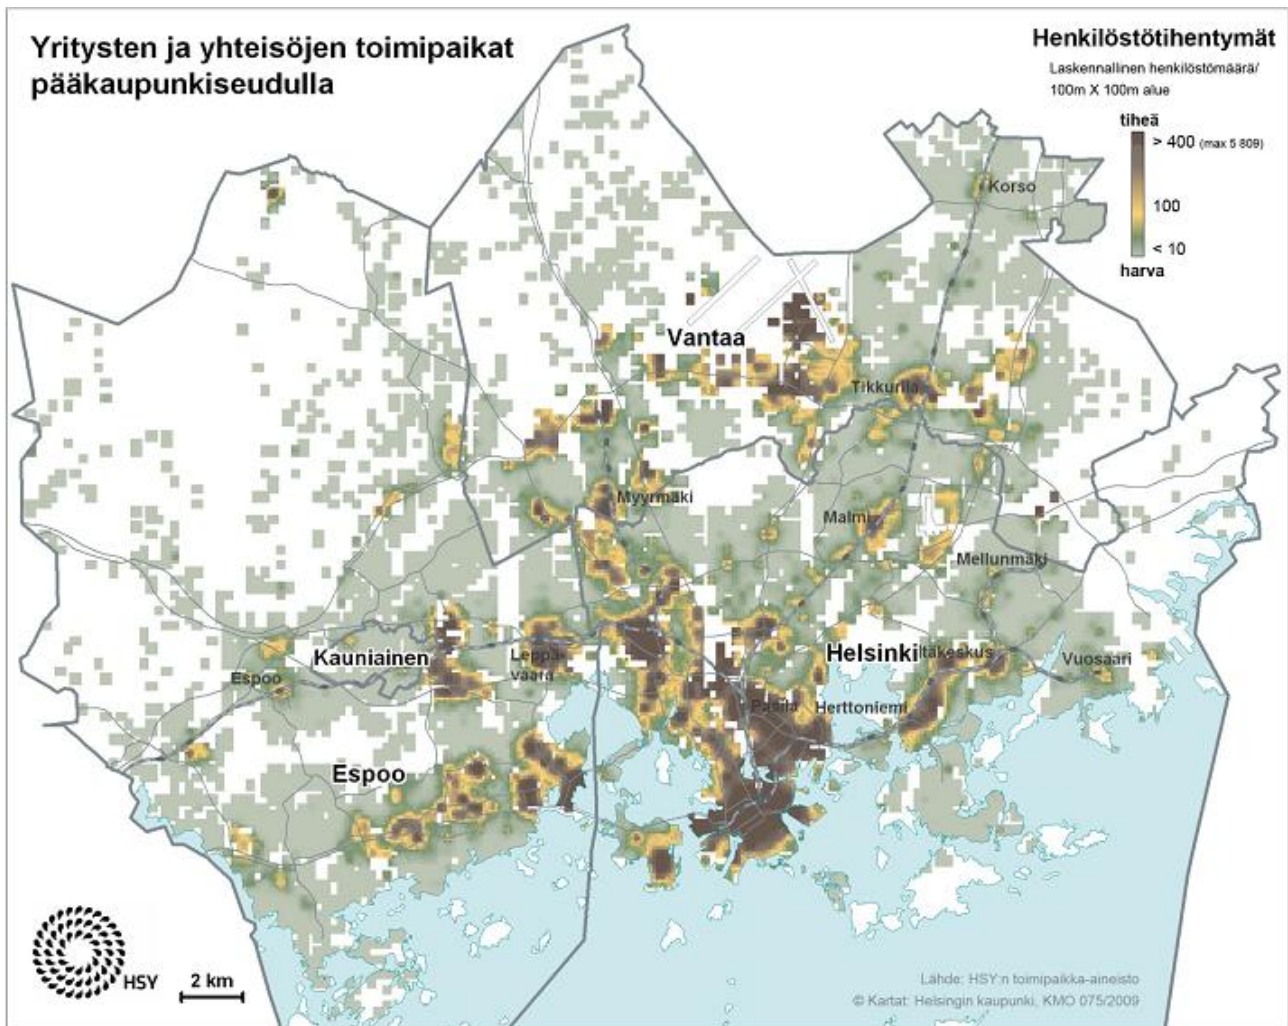 Yritysten ja yhteisöjen toimipaikat
pääkaupunkiseudulla
Henkilöstötihentymät
Laskennallinen henkilöstömäärä/
100m X 100m alue
tiheä
> 400 (max 5 809)
100
< 10
harva
Korso
Vantaa
Tikkurila
Myyrmäki
Malmi
Mellunmäki
Kauniainen
Leppä-
vaara
Helsinki
Itäkeskus
Vuosaari
Espoo
Pasila
Herttoniemi
Espoo
HSY
2 km
Lähde: HSY:n toimipaikka-aineisto
© Kartat: Helsingin kaupunki, KMO 075/2009